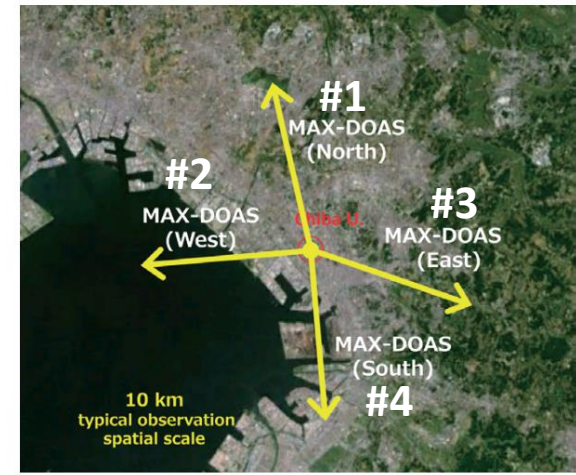 #1
MAX-DOAS
(North)
#2
MAX-DOAS
(West)
Chiba U.
#3
MAX-DOAS
(East)
MAX-DOAS
(South)
#4
10 km
typical observation
spatial scale